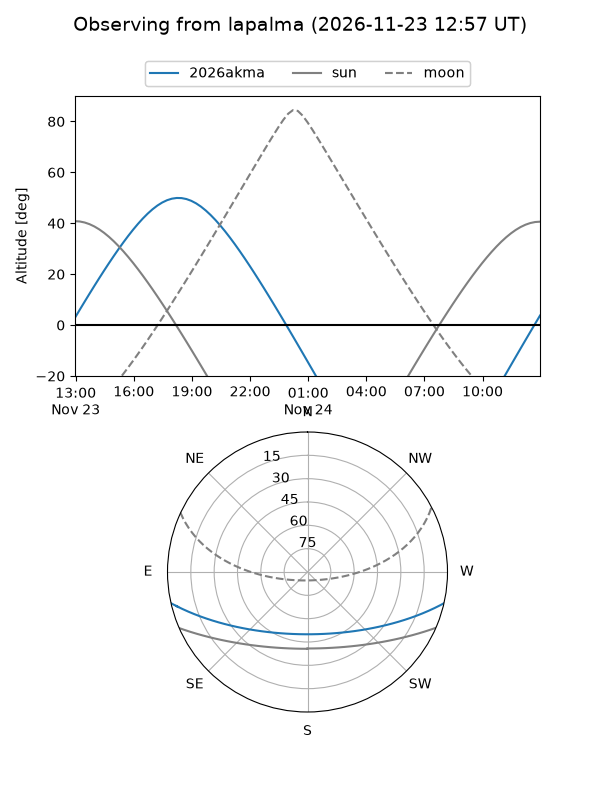 Observing from lapalma (2026-11-23 12:57 UT)
2026akma sun moon
Altitude [deg]
80
60
40
20
0
−20
13:00 16:00 19:00 22:00 01:00 04:00 07:00 10:00
Nov 23 Nov 24
N
NE NW
15
30
45
60
75
E W
SE SW
S